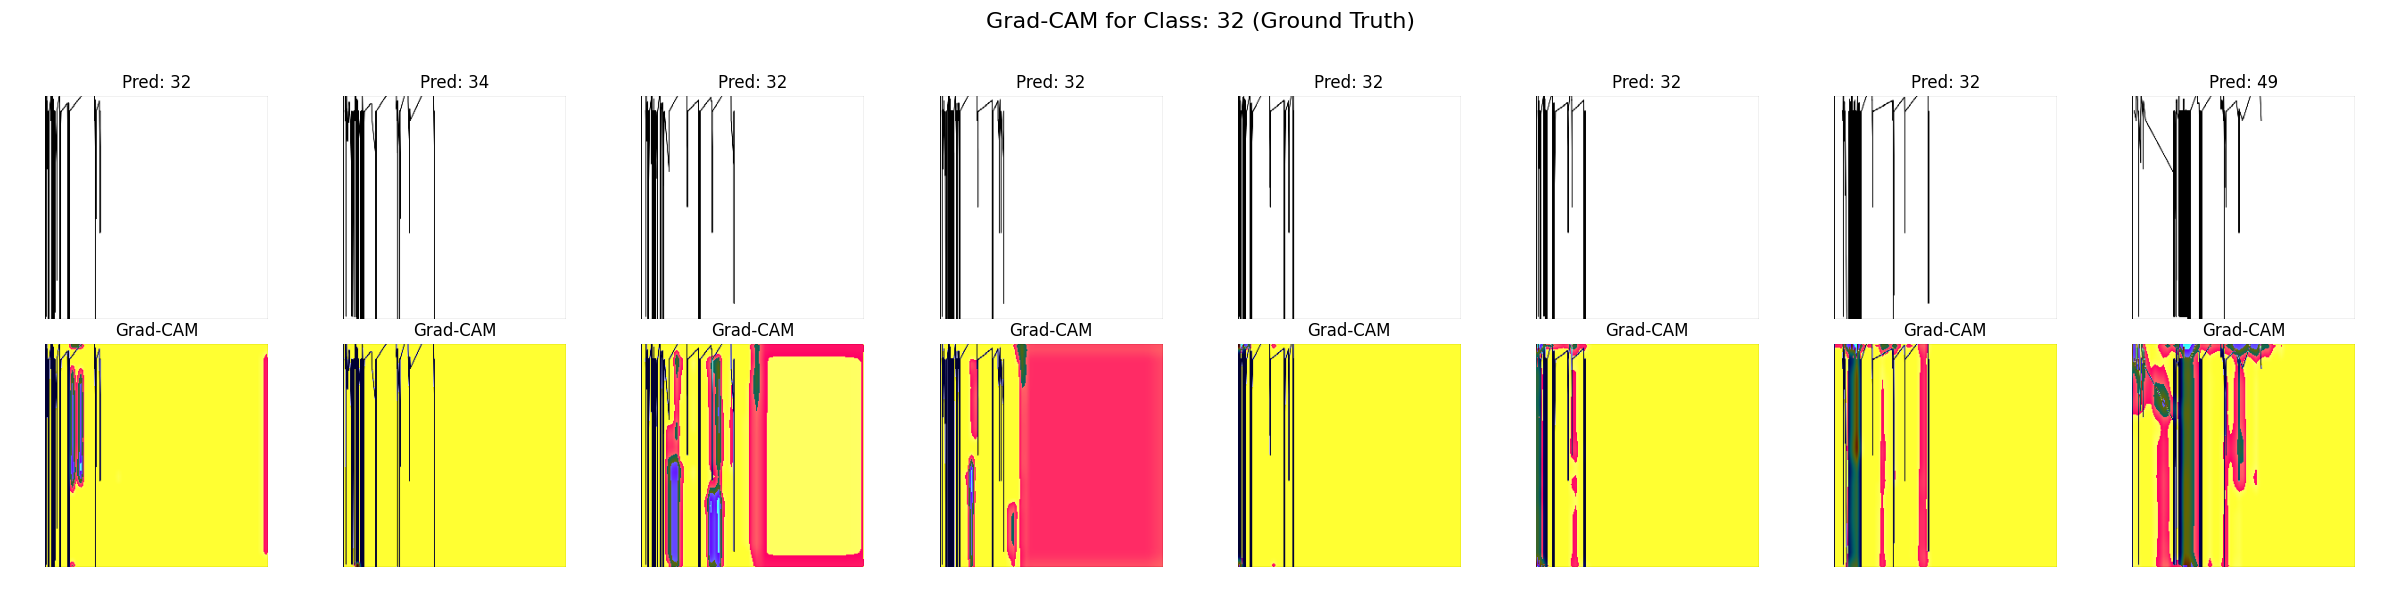 Grad-CAM for Class: 32 (Ground Truth)
Pred: 32 Pred: 34 Pred: 32 Pred: 32 Pred: 32 Pred: 32 Pred: 32 Pred: 49
Grad-CAM Grad-CAM Grad-CAM Grad-CAM Grad-CAM Grad-CAM Grad-CAM Grad-CAM